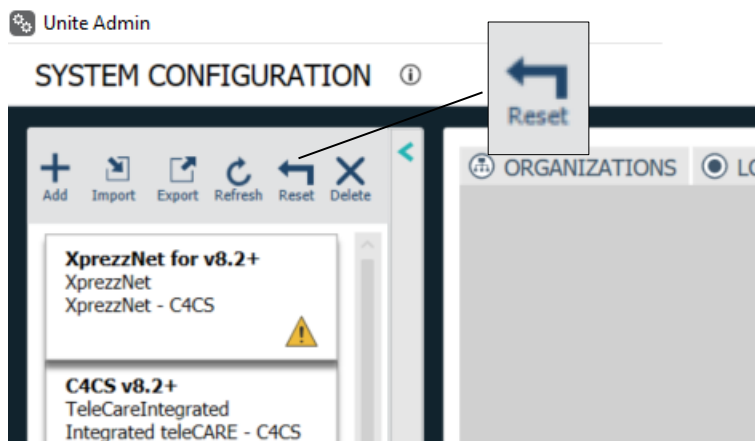 Unite Admin
SYSTEM CONFIGURATION
Reset
Add Import Export Refresh Reset Delete
ORGANIZATIONS LO
XprezzNet for v8.2+
XprezzNet
XprezzNet - C4CS
C4CS v8.2+
TeleCareIntegrated
Integrated teleCARE - C4CS